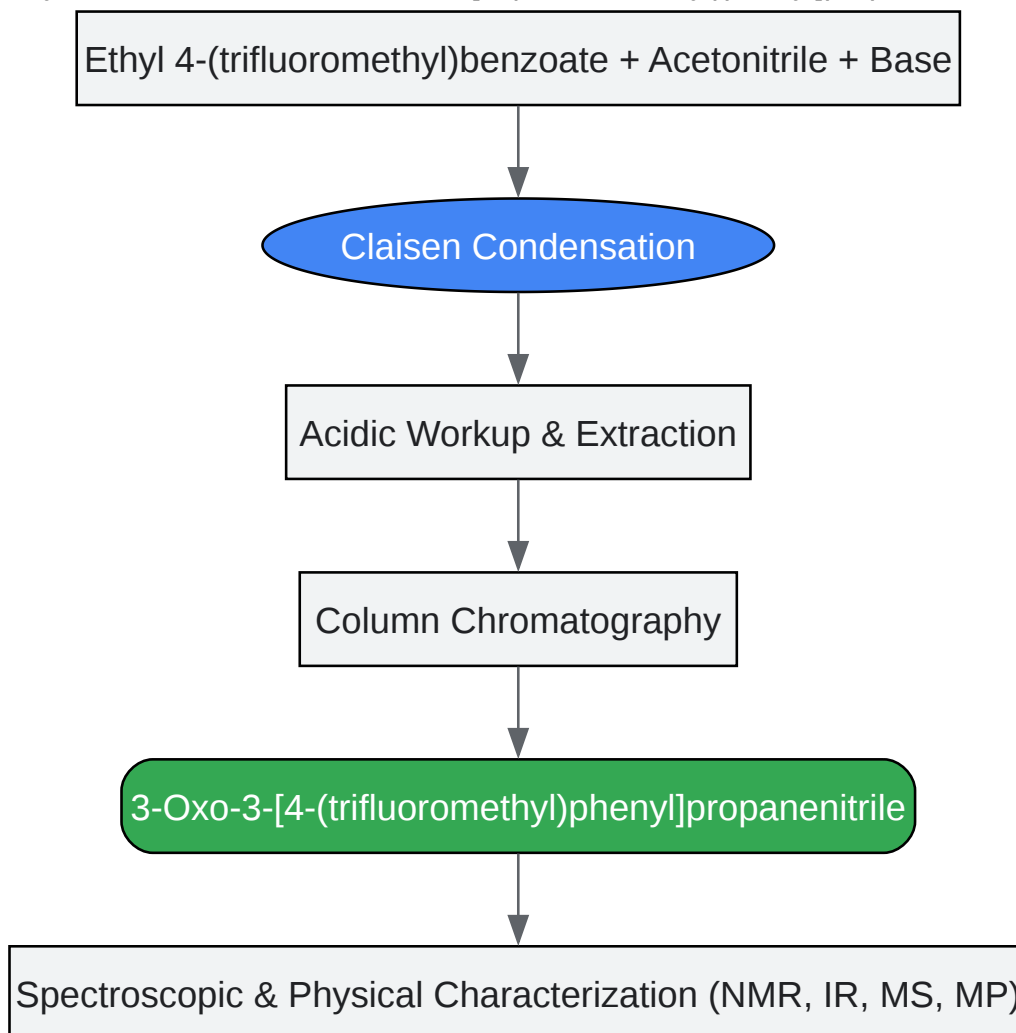 Ethyl 4-(trifluoromethyl)benzoate + Acetonitrile + Base
Claisen Condensation
Acidic Workup & Extraction
Column Chromatography
3-Oxo-3-[4-(trifluoromethyl)phenyl]propanenitrile
Spectroscopic & Physical Characterization (NMR, IR, MS, MP)